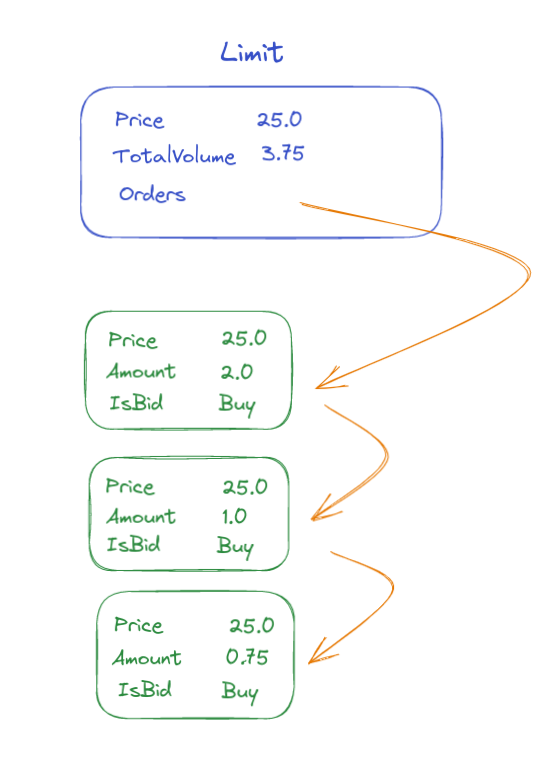 Limit
Price 25.0
TotalVolume 3.75
Orders
Price 25.0
Amount 2.0
IsBid Buy
Price 25.0
Amount 1.0
IsBid Buy
Price 25.0
Amount 0.75
IsBid Buy